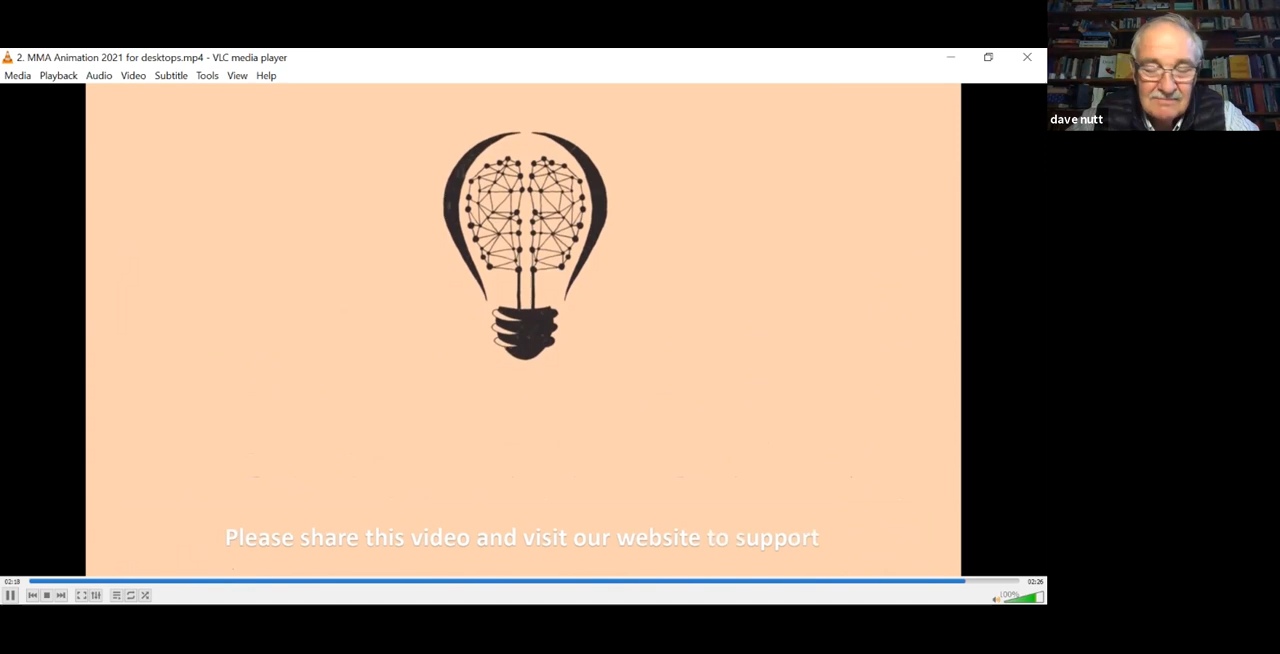 2. MMA Animation 2021 for desktops.mp4 - VLC media player
Media Playback Audio Video Subtitle Tools View Help
dave nutt
Please share this video and visit our website to support
02:18
02:26
100%